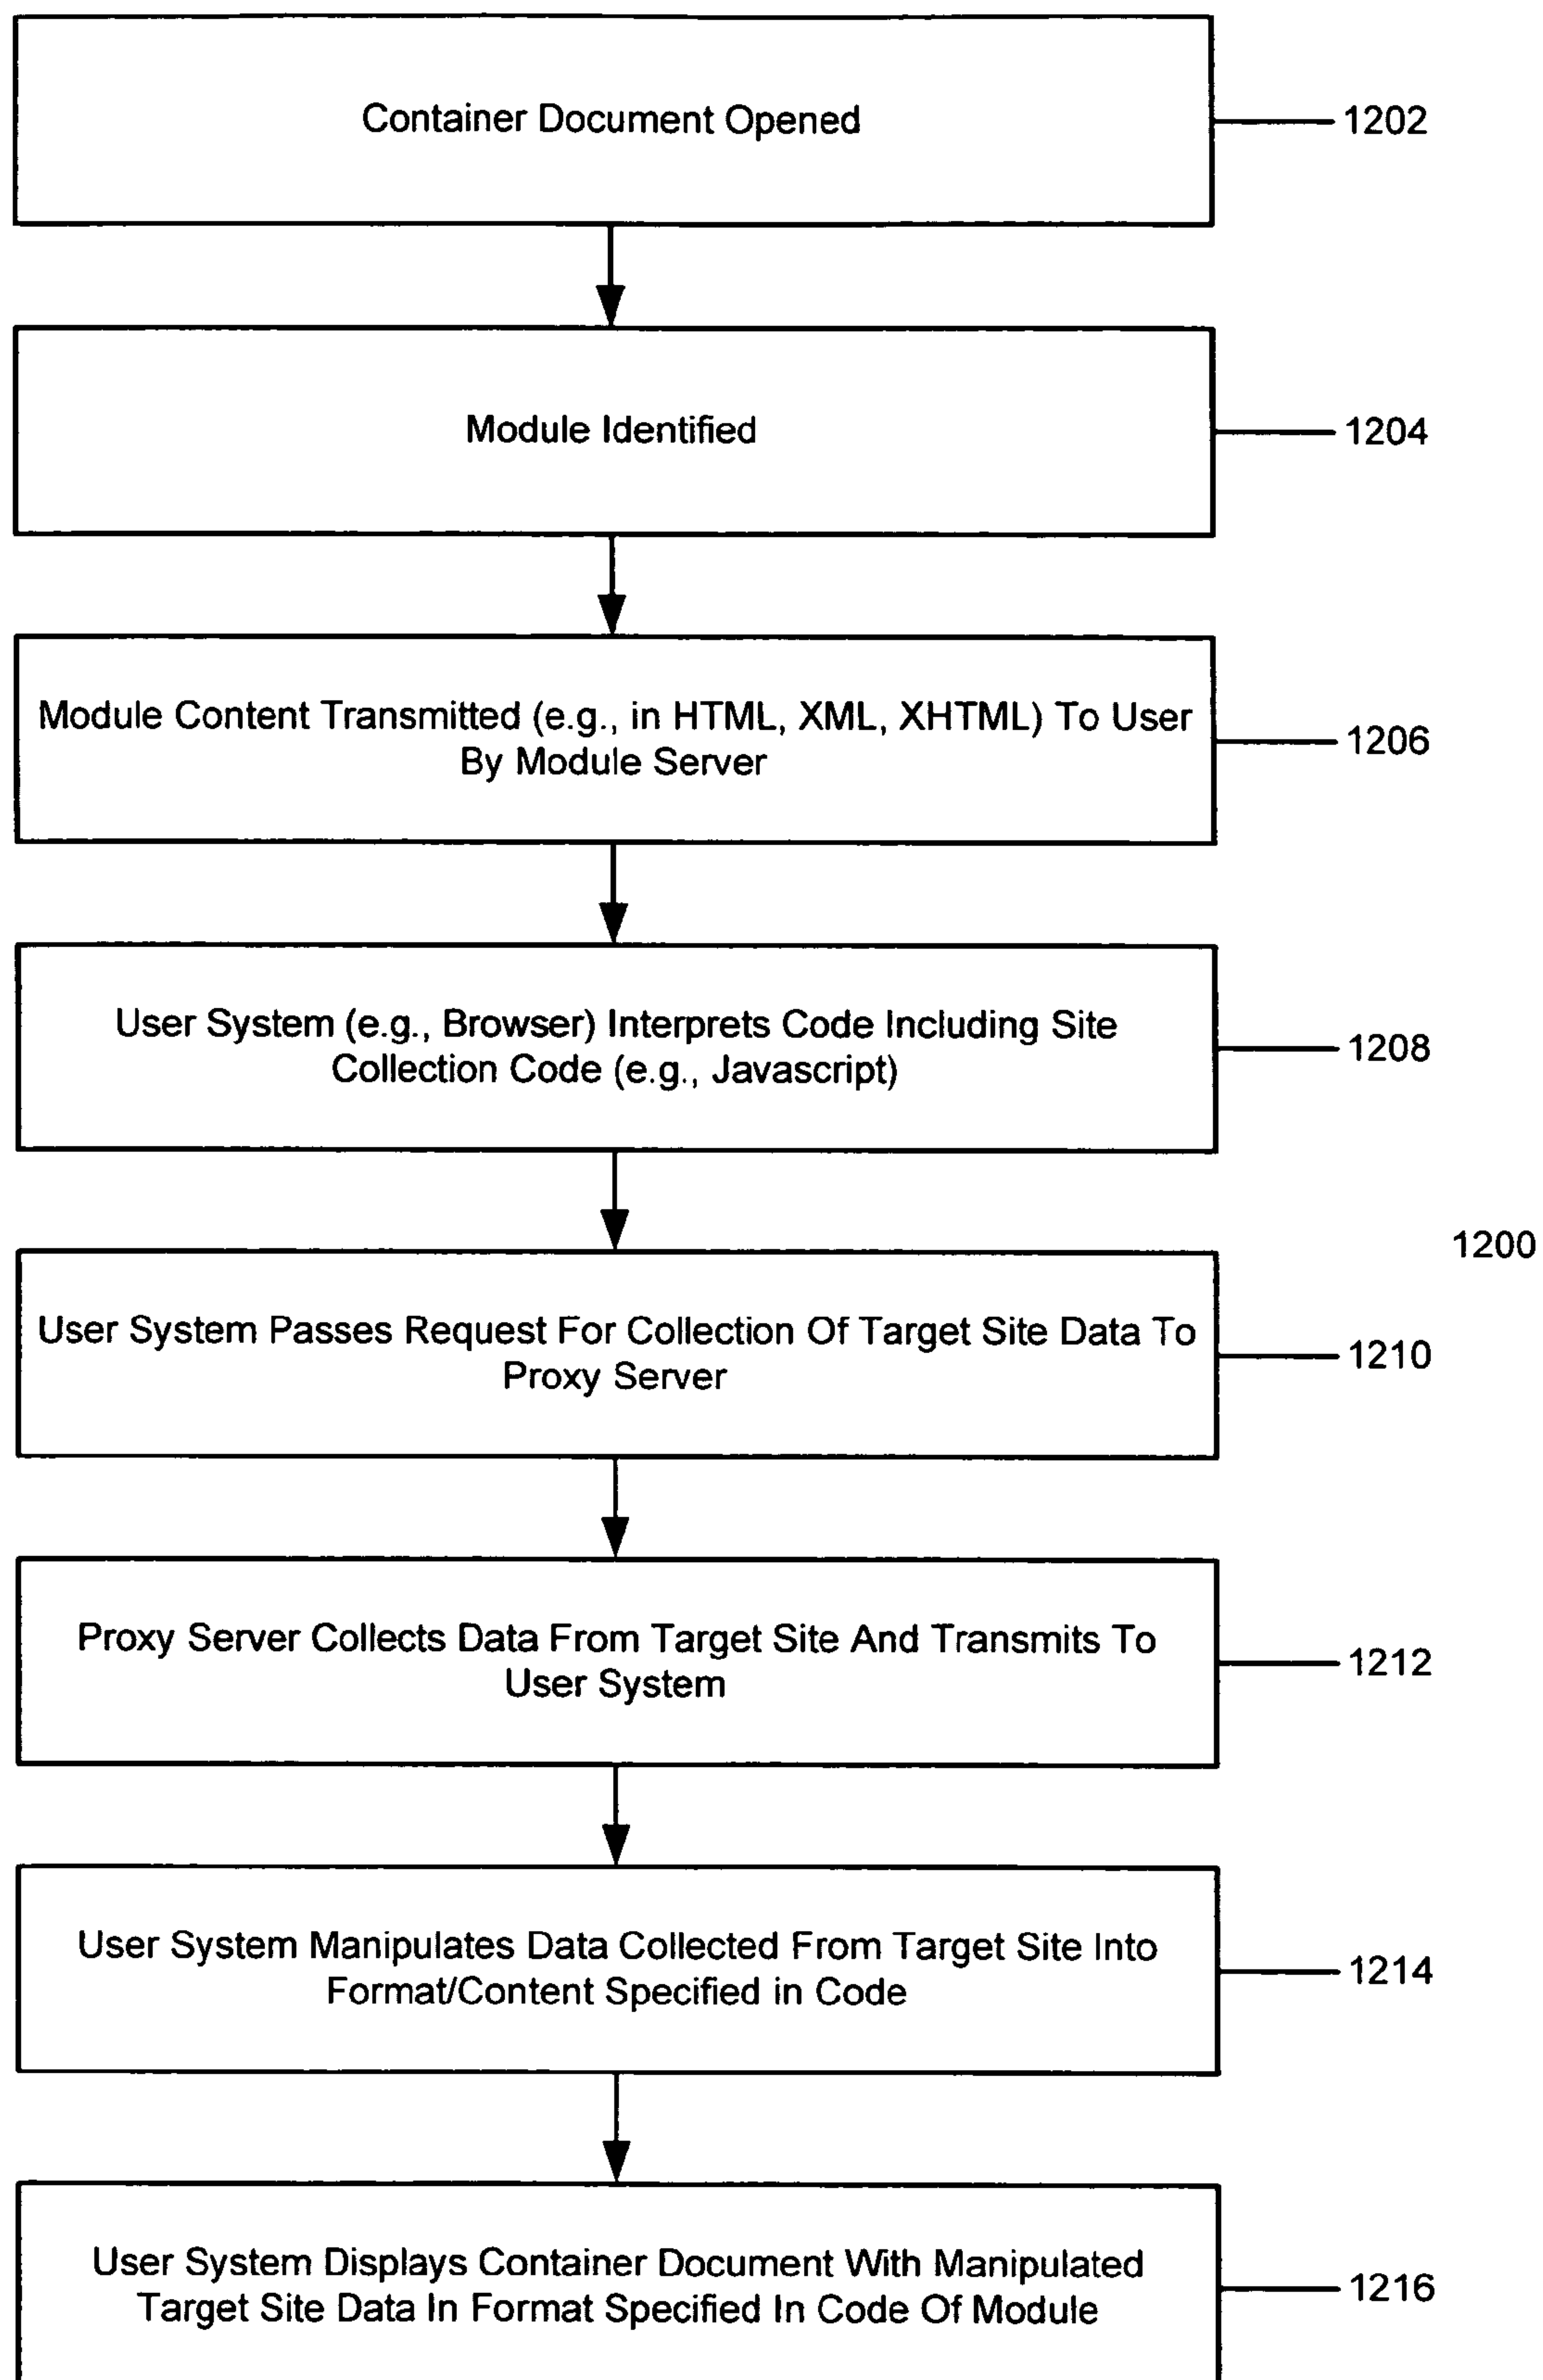 Container Document Opened
1202
Module Identified
1204
Module Content Transmitted (e.g., in HTML, XML, XHTML) To User
By Module Server
1206
User System (e.g., Browser) Interprets Code Including Site
Collection Code (e.g., Javascript)
1208
1200
User System Passes Request For Collection Of Target Site Data To
Proxy Server
1210
Proxy Server Collects Data From Target Site And Transmits To
User System
1212
User System Manipulates Data Collected From Target Site Into
Format/Content Specified in Code
1214
User System Displays Container Document With Manipulated
Target Site Data In Format Specified In Code Of Module
1216